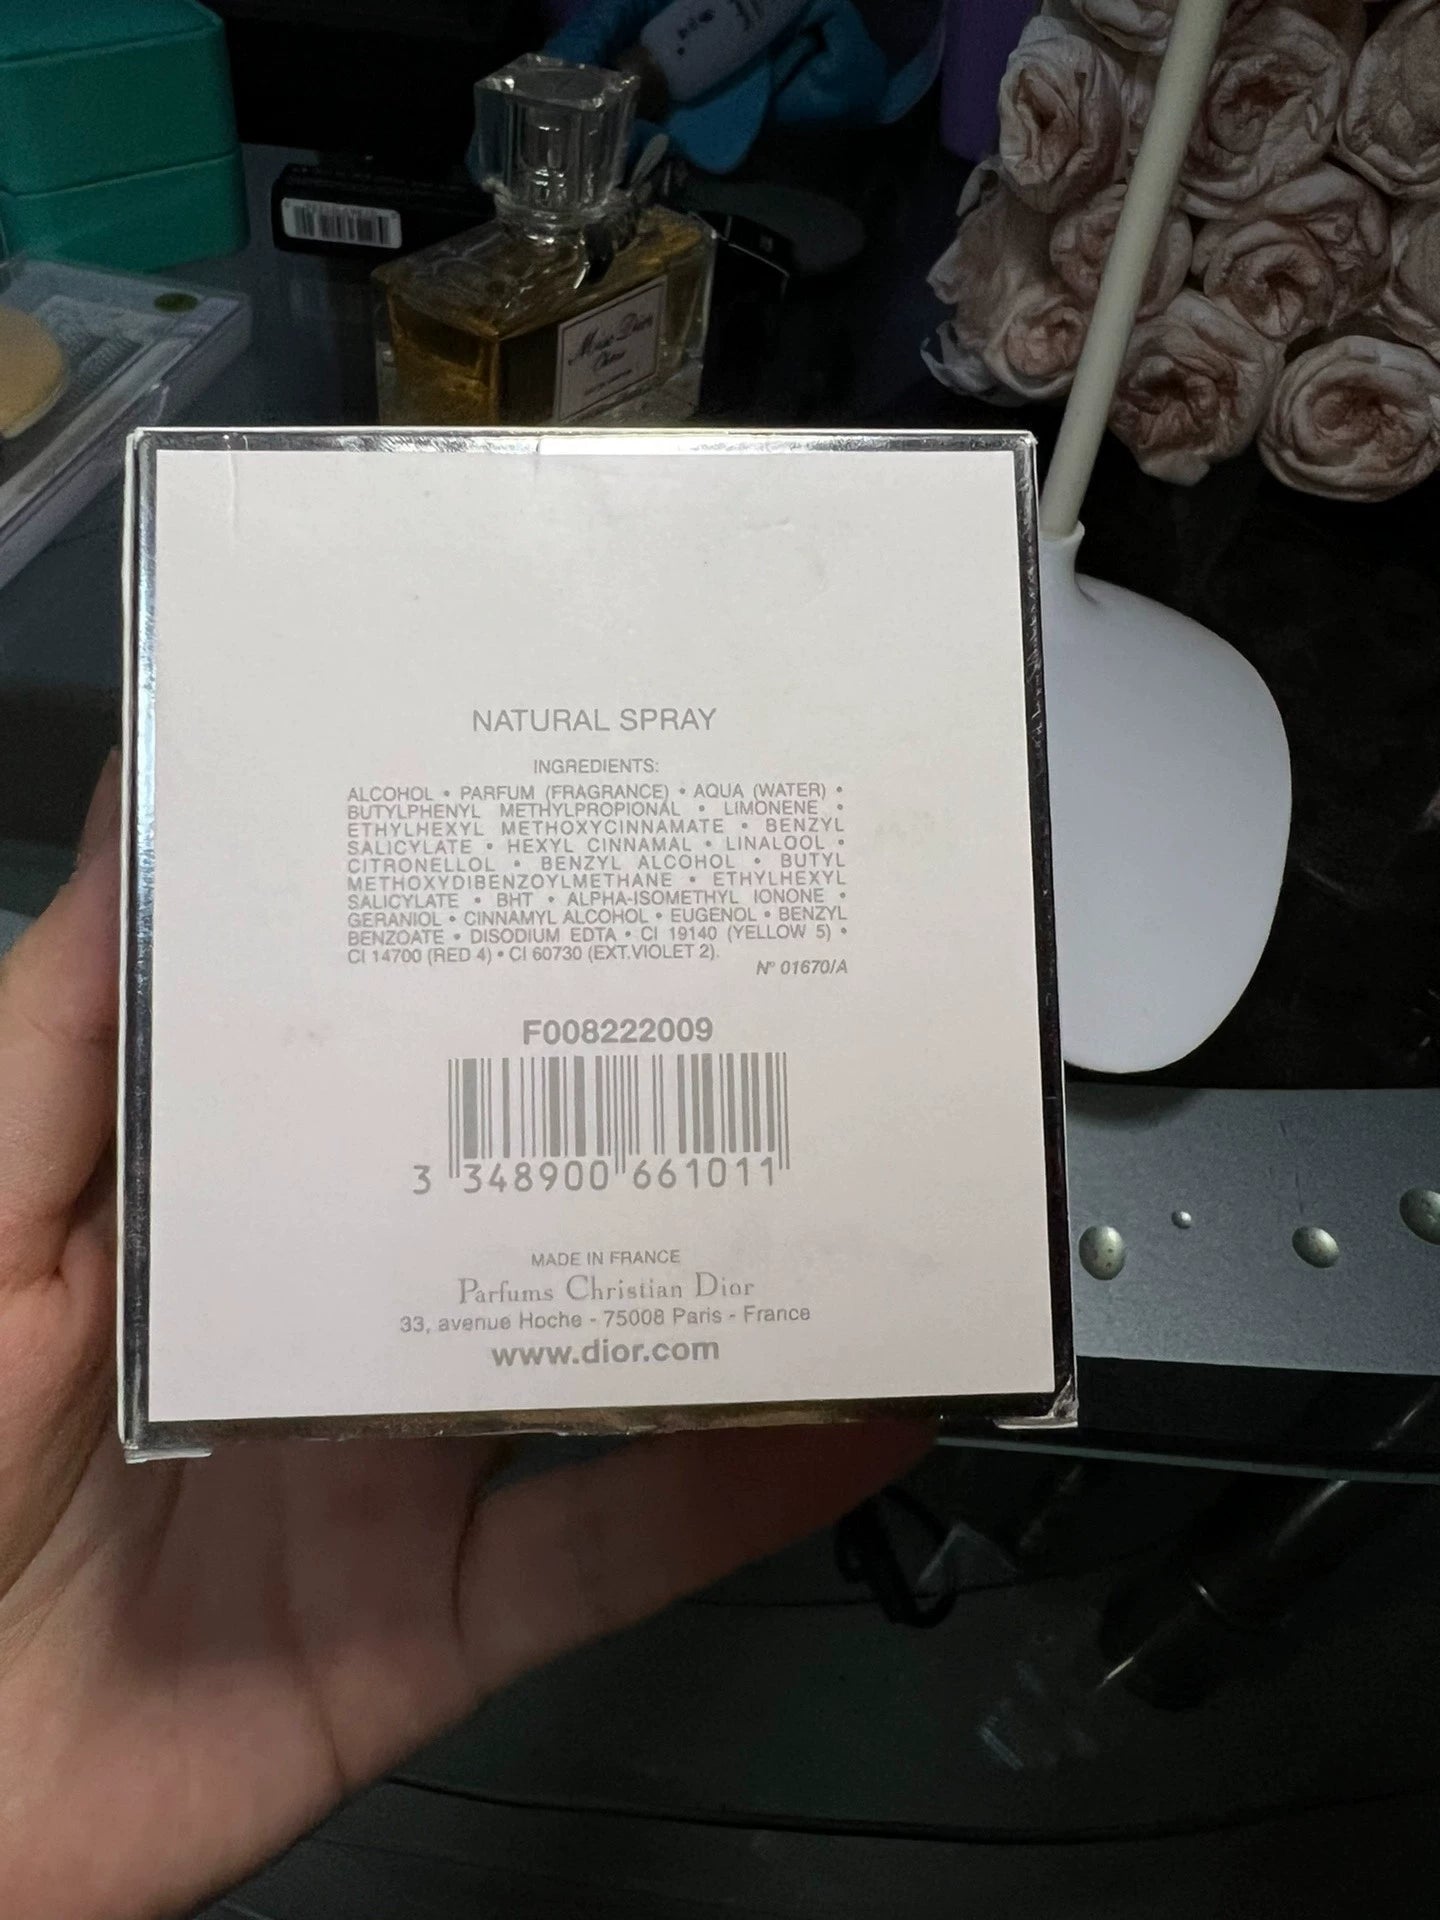 Miss Dior
Chérie
NATURAL SPRAY
INGREDIENTS:
ALCOHOL • PARFUM (FRAGRANCE) • AQUA (WATER) •
BUTYLPHENYL METHYLPROPIONAL • LIMONENE •
ETHYLHEXYL METHOXYCINNAMATE • BENZYL
SALICYLATE • HEXYL CINNAMAL • LINALOOL •
CITRONELLOL • BENZYL ALCOHOL • BUTYL
METHOXYDIBENZOYLMETHANE • ETHYLHEXYL
SALICYLATE • BHT • ALPHA-ISOMETHYL IONONE •
GERANIOL • CINNAMYL ALCOHOL • EUGENOL • BENZYL
BENZOATE • DISODIUM EDTA • CI 19140 (YELLOW 5) •
CI 14700 (RED 4) • CI 60730 (EXT.VIOLET 2).
N° 01670/A
F008222009
3 348900 661011
MADE IN FRANCE
Parfums Christian Dior
33, avenue Hoche - 75008 Paris - France
www.dior.com